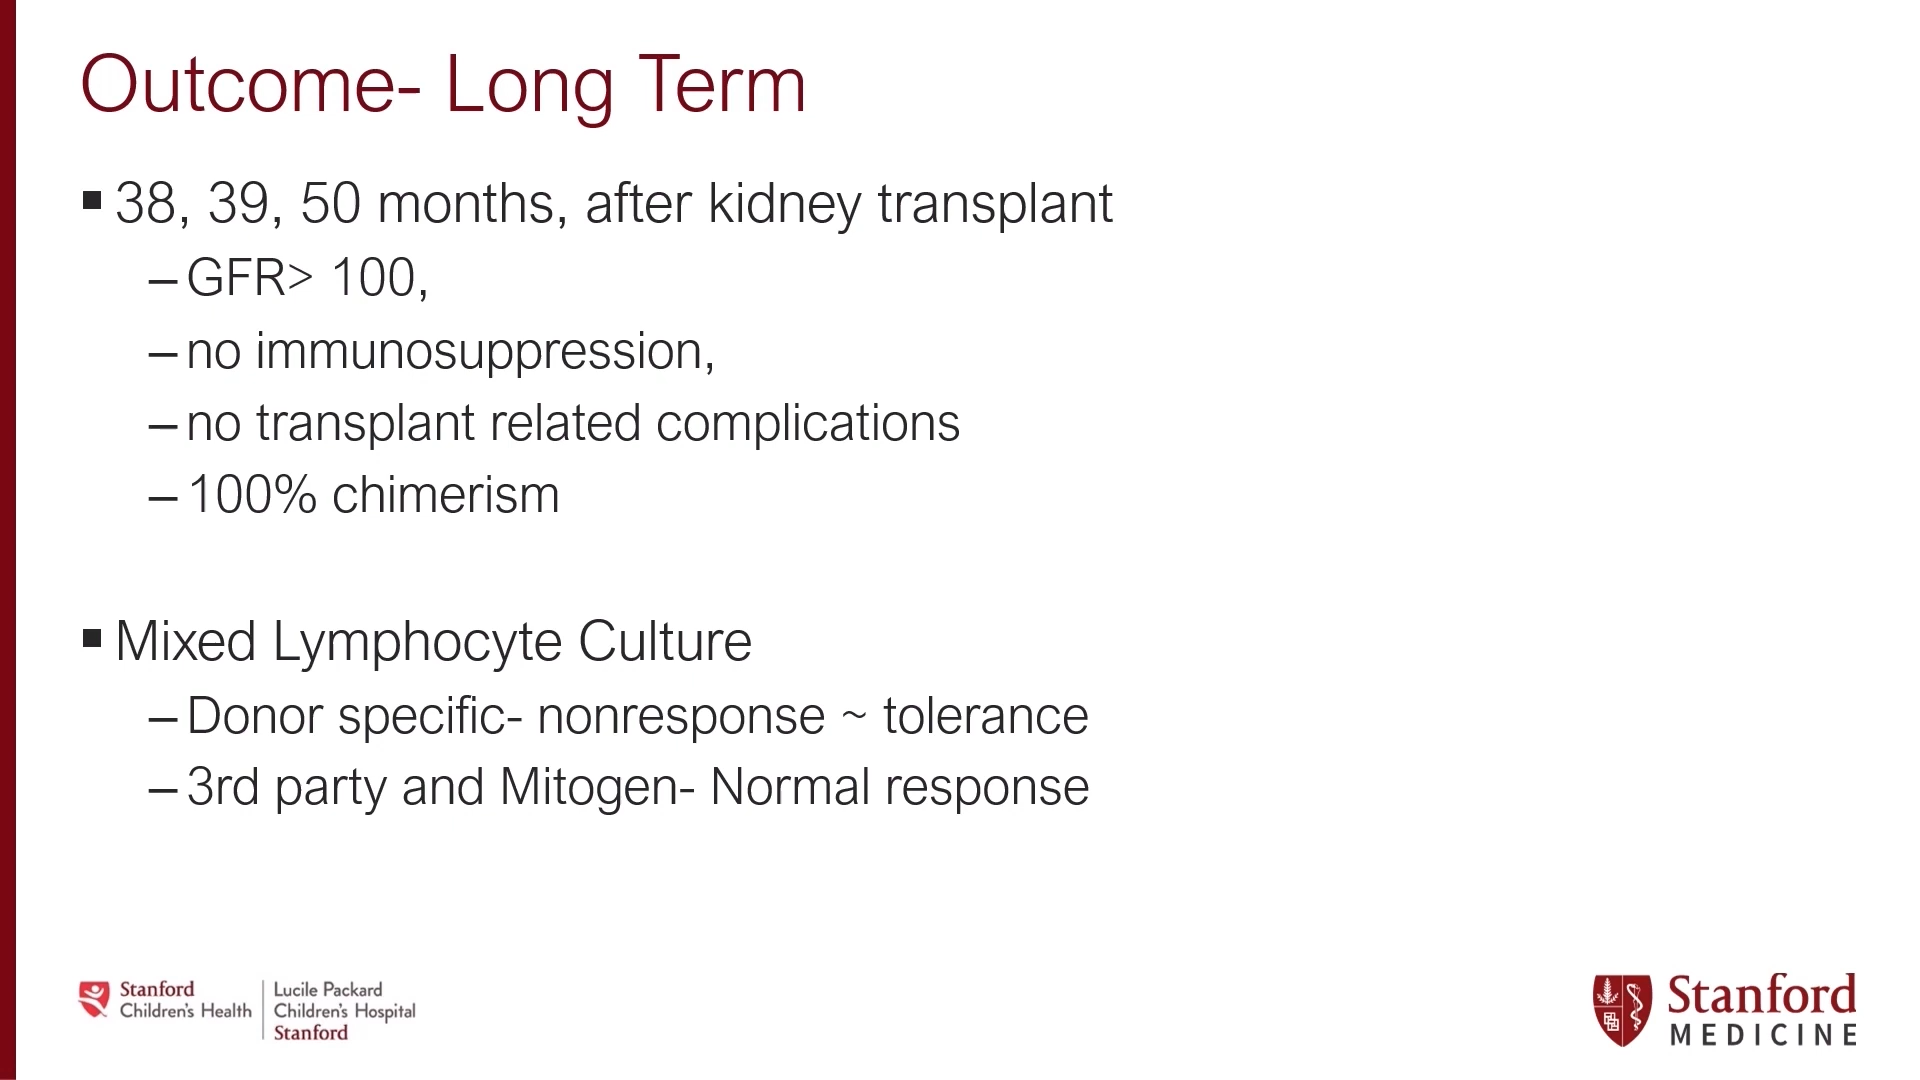 Outcome- Long Term
▪ 38, 39, 50 months, after kidney transplant
– GFR> 100,
– no immunosuppression,
– no transplant related complications
– 100% chimerism
▪ Mixed Lymphocyte Culture
– Donor specific- nonresponse ~ tolerance
– 3rd party and Mitogen- Normal response
Stanford
Children's Health
Lucile Packard
Children's Hospital
Stanford
Stanford
MEDICINE